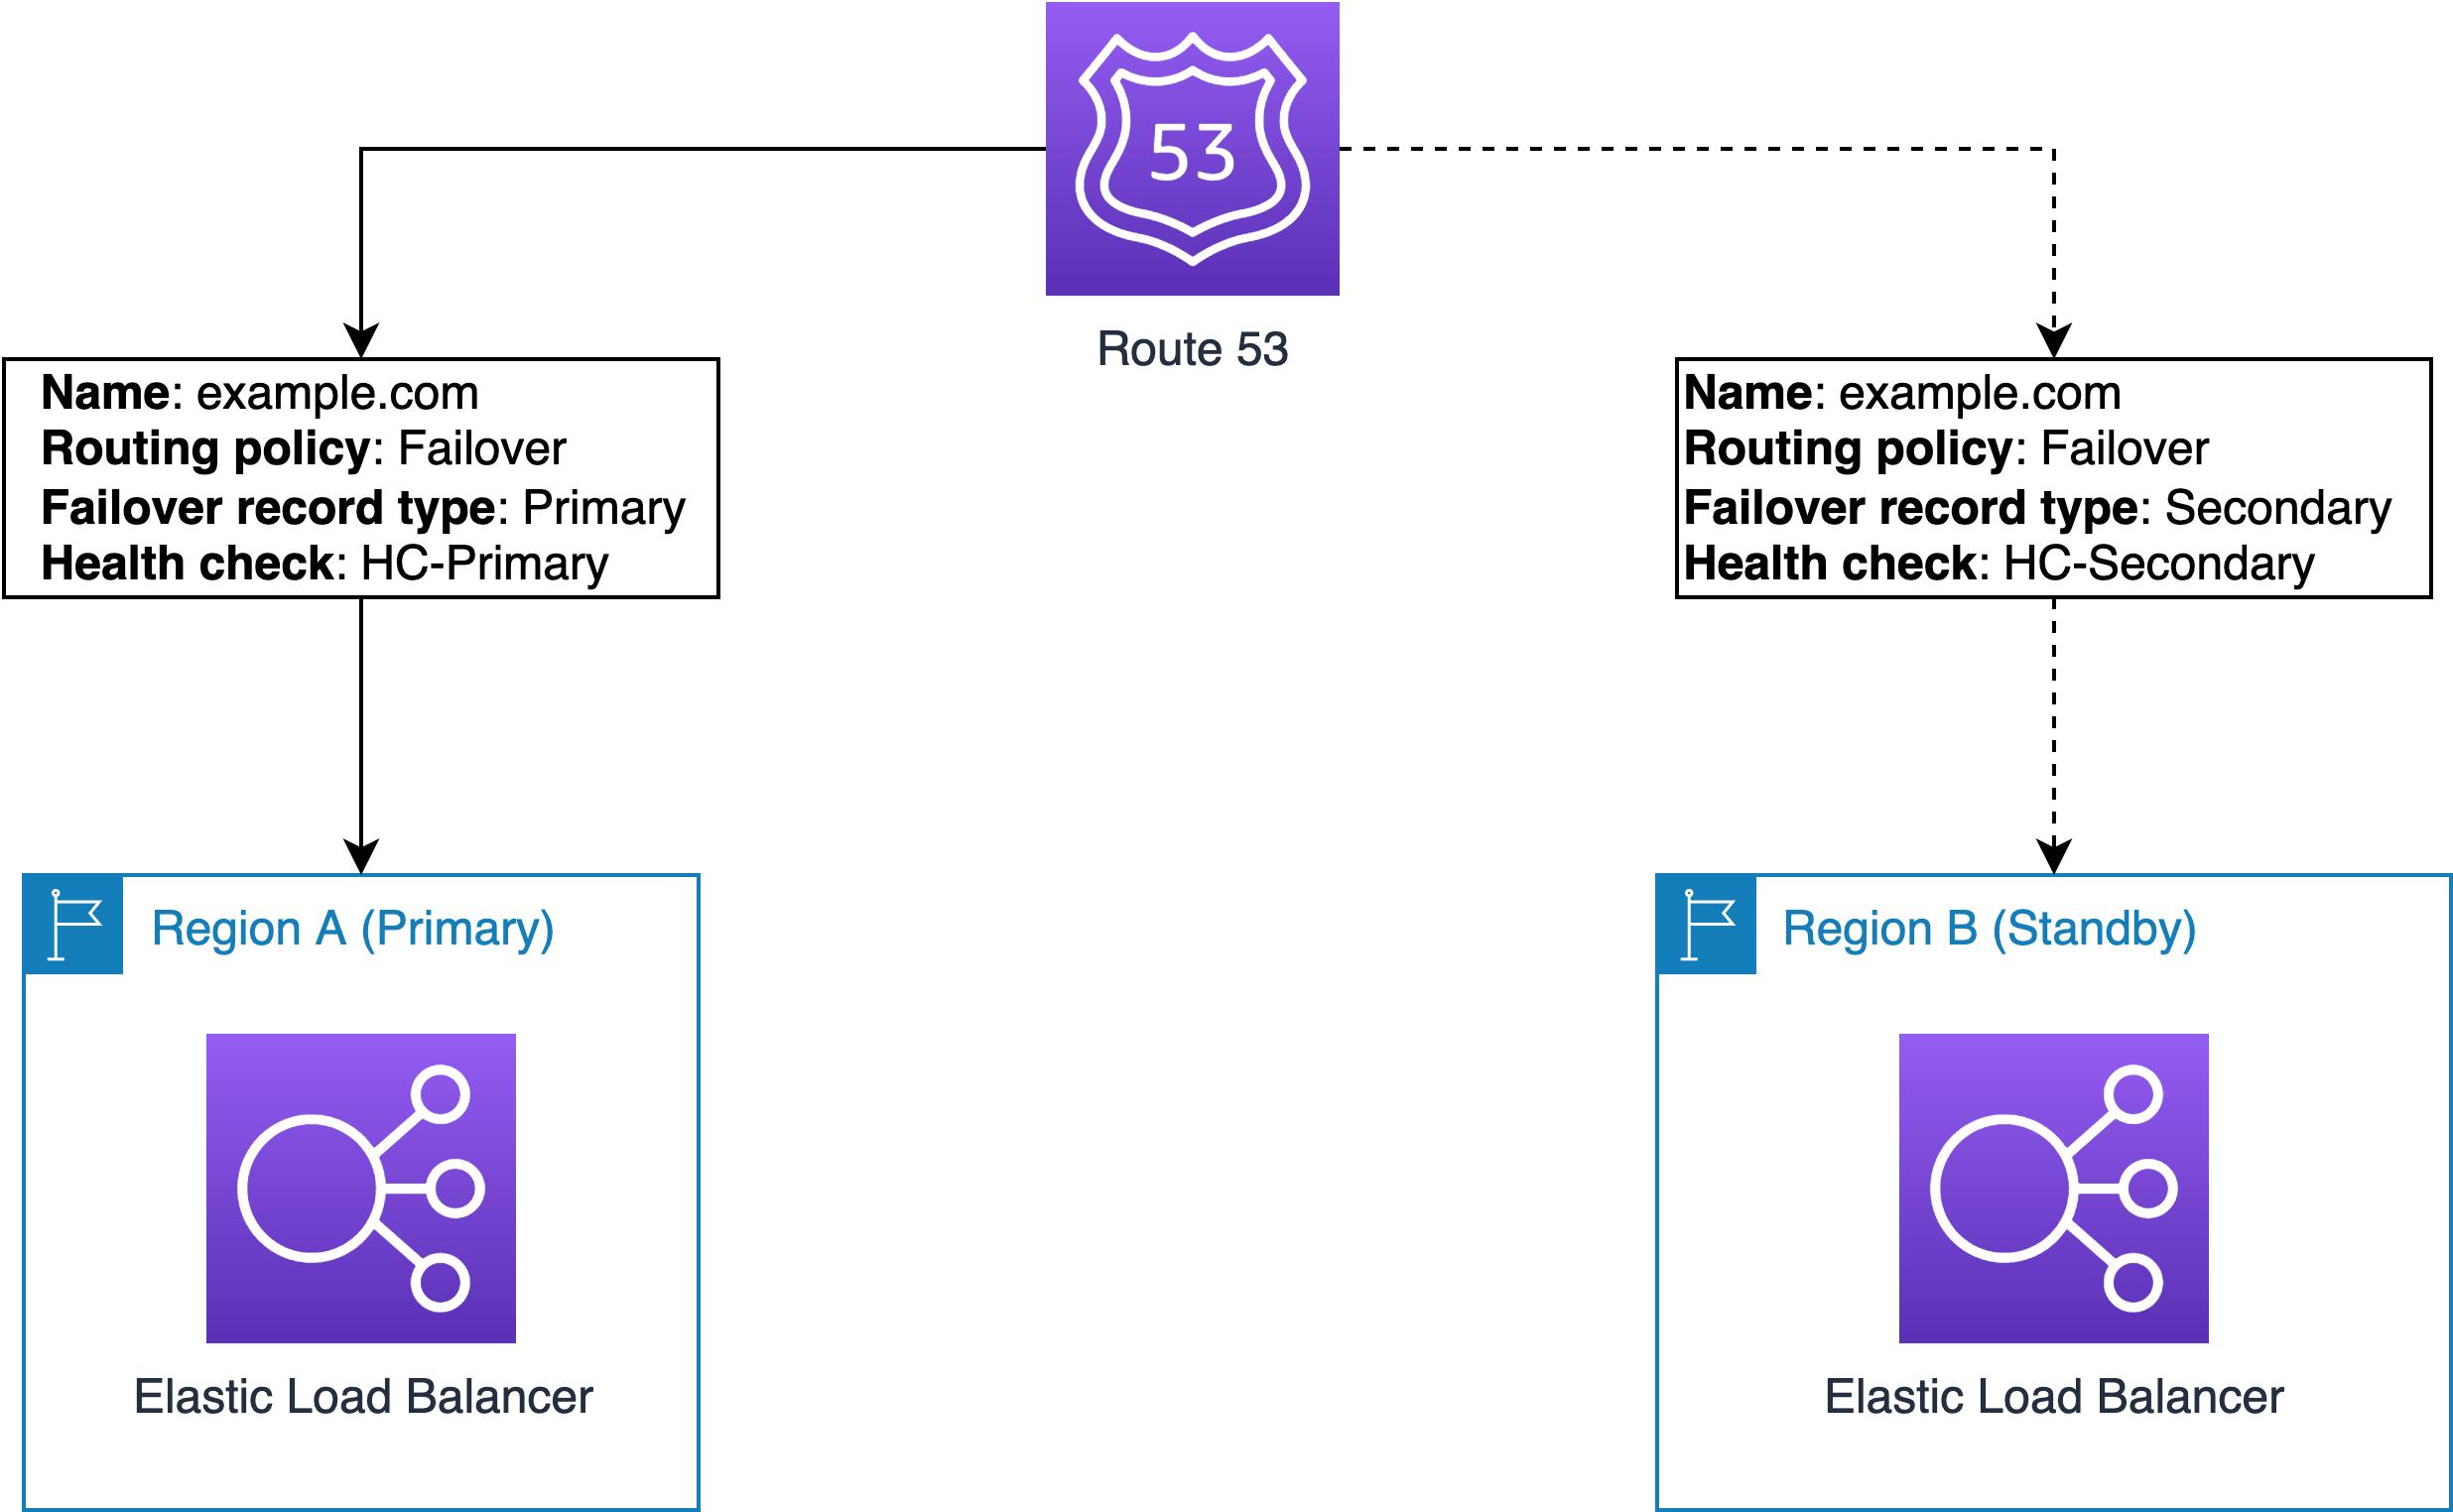 53
Route 53
Name: example.com
Routing policy: Failover
Failover record type: Primary
Health check: HC-Primary
Name: example.com
Routing policy: Failover
Failover record type: Secondary
Health check: HC-Secondary
Region A (Primary)
Elastic Load Balancer
Region B (Standby)
Elastic Load Balancer